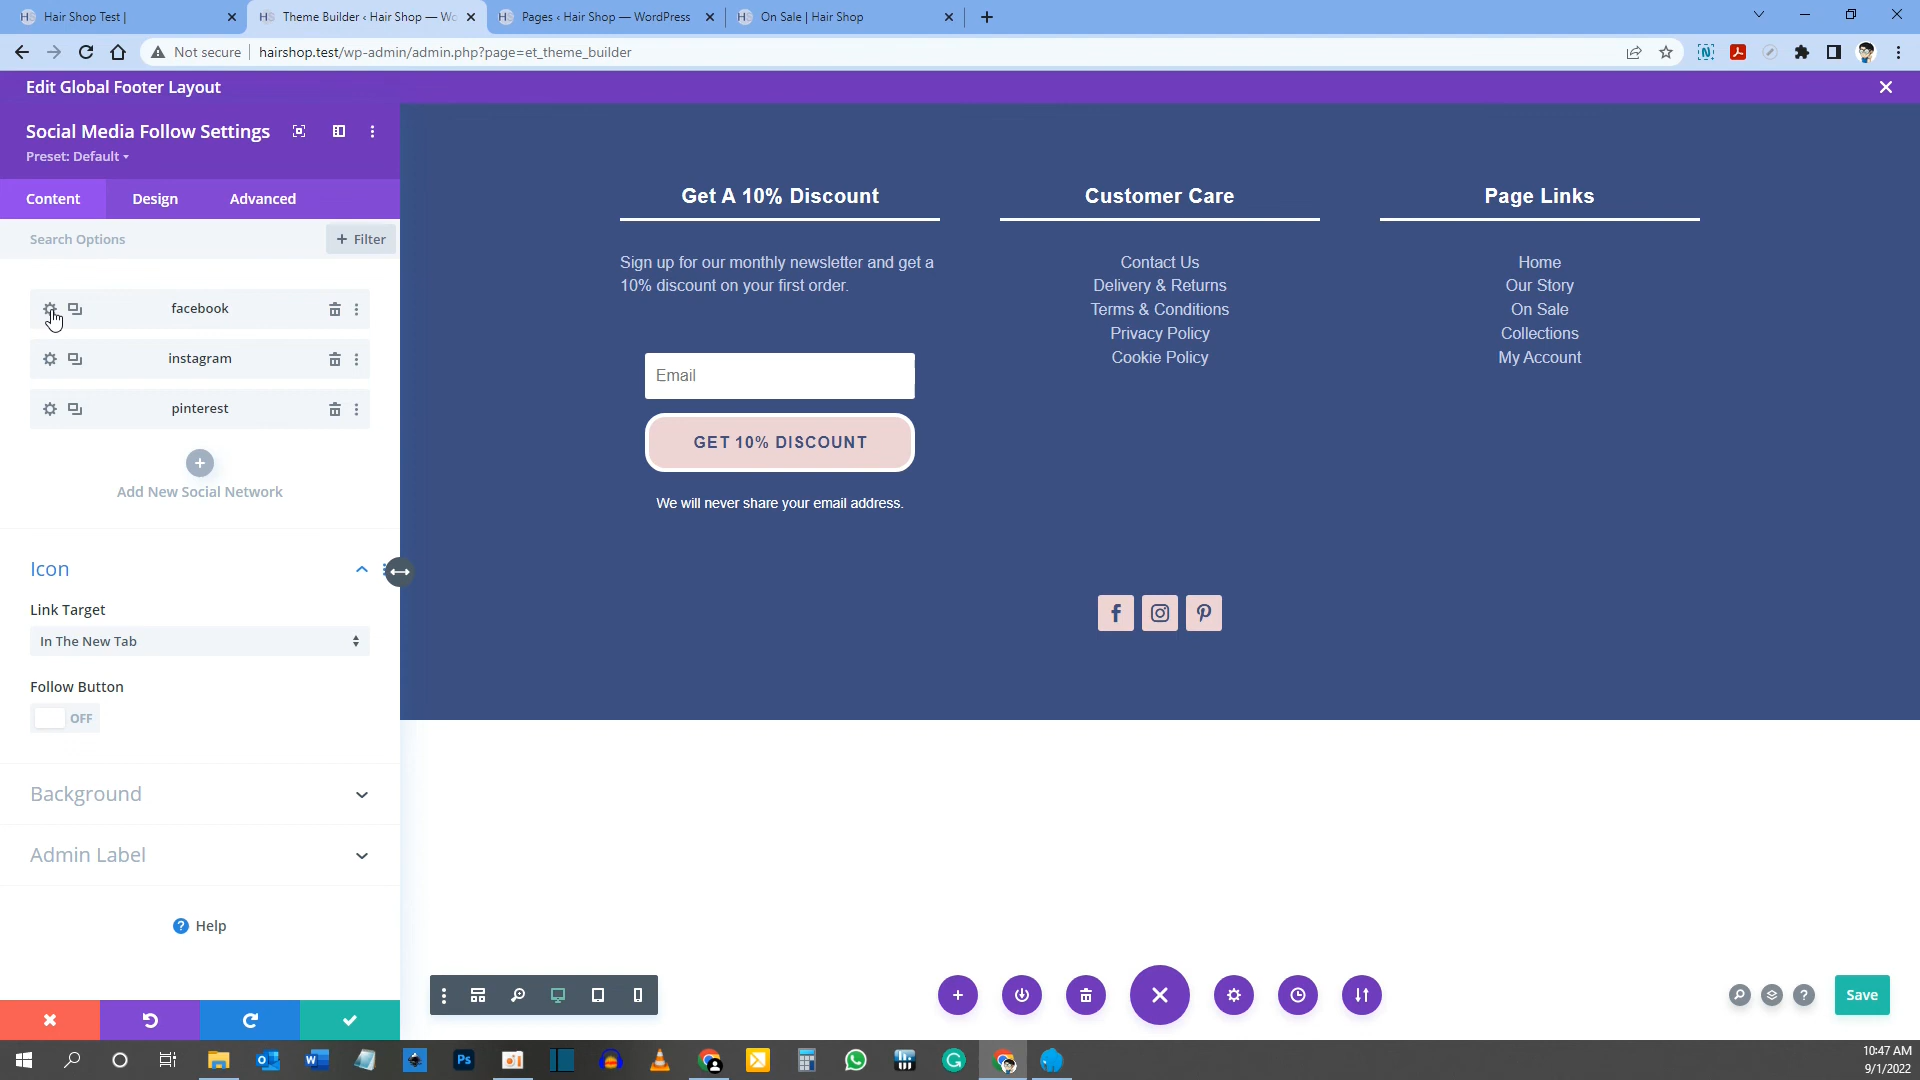 Hair Shop Test |
Theme Builder ‹ Hair Shop — Wo
Pages ‹ Hair Shop — WordPress
On Sale | Hair Shop
Not secure
hairshop.test/wp-admin/admin.php?page=et_theme_builder
Edit Global Footer Layout
Social Media Follow Settings
Preset: Default
Content
Design
Advanced
Search Options
+ Filter
facebook
instagram
pinterest
Add New Social Network
Icon
Link Target
In The New Tab
Follow Button
OFF
Background
Admin Label
Help
Get A 10% Discount
Sign up for our monthly newsletter and get a
10% discount on your first order.
Email
GET 10% DISCOUNT
We will never share your email address.
Customer Care
Contact Us
Delivery & Returns
Terms & Conditions
Privacy Policy
Cookie Policy
Page Links
Home
Our Story
On Sale
Collections
My Account
Save
10:47 AM
9/1/2022